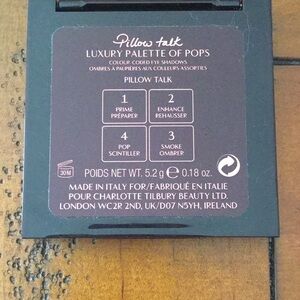 Pillow talk
LUXURY PALETTE OF POPS
COLOUR-CODED EYE SHADOWS
OMBRES À PAUPIÈRES AUX COULEURS ASSORTIES
PILLOW TALK
1
PRIME
PRÉPARER
2
ENHANCE
REHAUSSER
4
POP
SCINTILLER
3
SMOKE
OMBRER
30M
POIDS NET WT. 5.2 g ℮ 0.18 oz.
MADE IN ITALY FOR/FABRIQUÉ EN ITALIE
POUR CHARLOTTE TILBURY BEAUTY LTD.
LONDON WC2R 2ND, UK/D07 N5YH, IRELAND